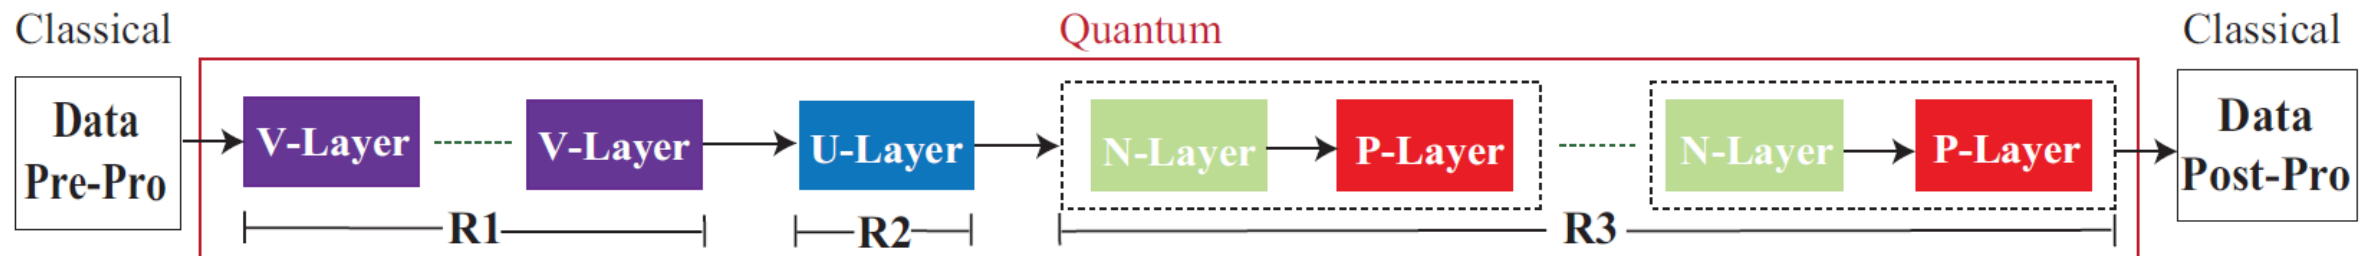 Classical
Quantum
Classical
Data
Pre-Pro
V-Layer
V-Layer
U-Layer
N-Layer
P-Layer
N-Layer
P-Layer
Data
Post-Pro
R1
R2
R3